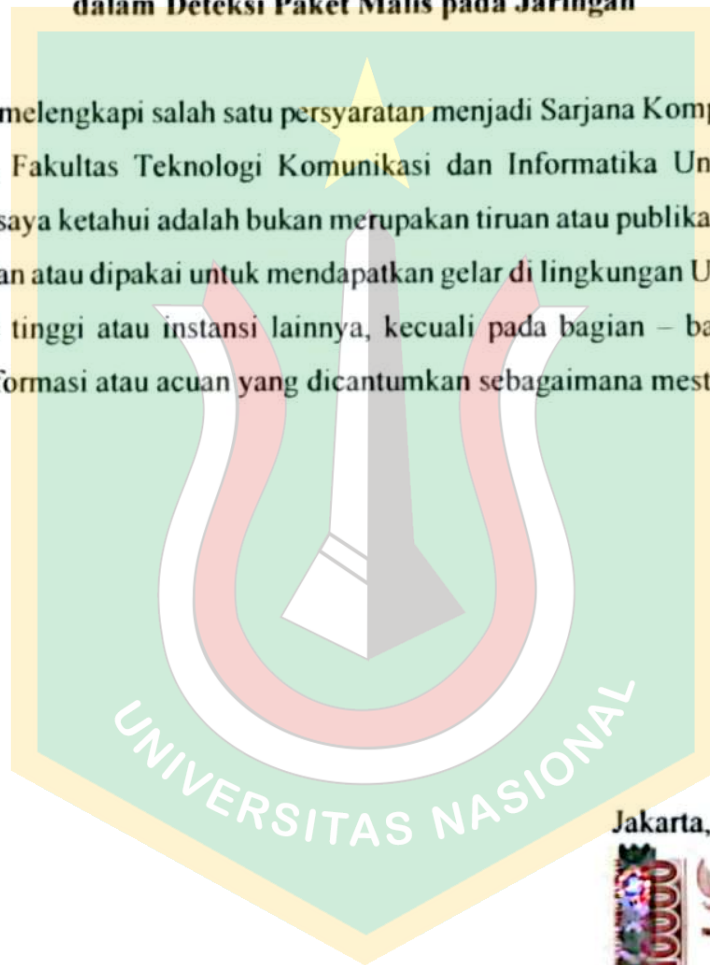 dalam Deteksi Paket Malis pada Jaringan
melengkapi salah satu persyaratan menjadi Sarjana Komp
Fakultas Teknologi Komunikasi dan Informatika Un
saya ketahui adalah bukan merupakan tiruan atau publika
an atau dipakai untuk mendapatkan gelar di lingkungan U
tinggi atau instansi lainnya, kecuali pada bagian – ba
formasi atau acuan yang dicantumkan sebagaimana mest
UNIVERSITAS NASIONAL
Jakarta,